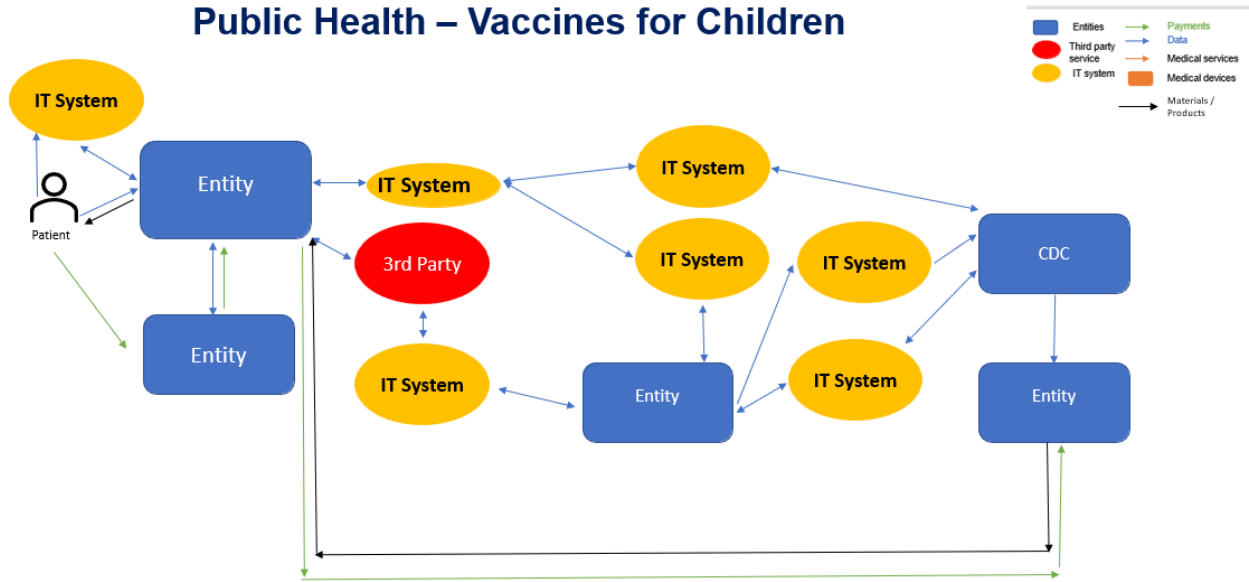 Public Health – Vaccines for Children
Entities
Payments
Data
Third party
service
Medical services
IT system
Medical devices
Materials /
Products
IT System
Patient
Entity
IT System
IT System
CDC
3rd Party
IT System
IT System
Entity
IT System
Entity
IT System
Entity